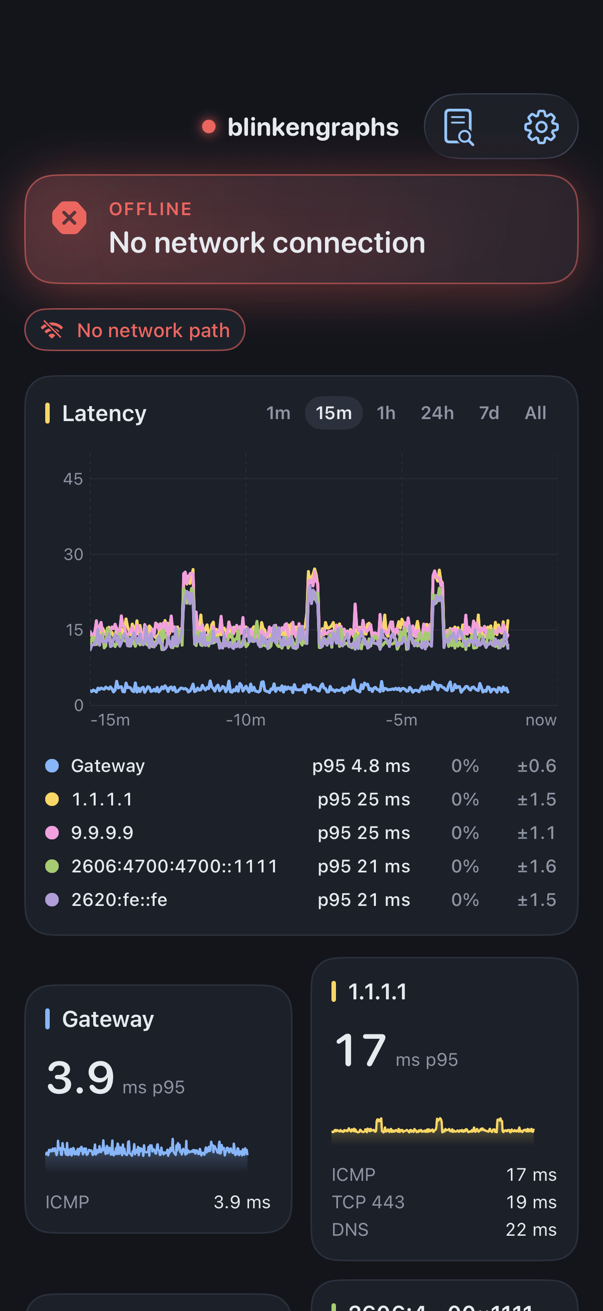 blinkengraphs
OFFLINE
No network connection
No network path
Latency 1m 15m 1h 24h 7d All
45
30
15
0
-15m -10m -5m now
Gateway p95 4.8 ms 0% ±0.6
1.1.1.1 p95 25 ms 0% ±1.5
9.9.9.9 p95 25 ms 0% ±1.1
2606:4700:4700::1111 p95 21 ms 0% ±1.6
2620:fe::fe p95 21 ms 0% ±1.5
Gateway
3.9 ms p95
ICMP 3.9 ms
1.1.1.1
17 ms p95
ICMP 17 ms
TCP 443 19 ms
DNS 22 ms